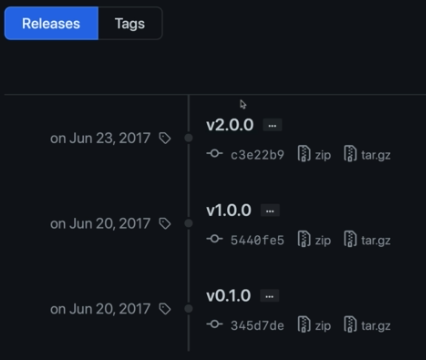 Releases Tags
v2.0.0 ...
on Jun 23, 2017
c3e22b9 zip tar.gz
v1.0.0 ...
on Jun 20, 2017
5440fe5 zip tar.gz
v0.1.0 ...
on Jun 20, 2017
345d7de zip tar.gz